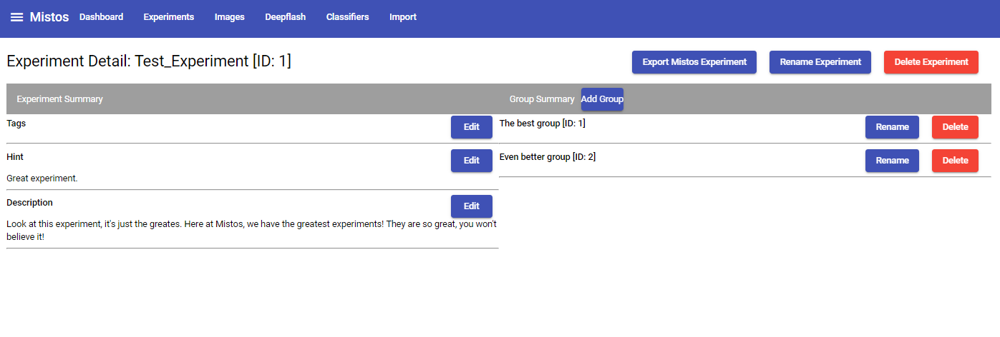 Mistos Dashboard Experiments Images Deepflash Classifiers Import
Experiment Detail: Test_Experiment [ID: 1]
Export Mistos Experiment Rename Experiment Delete Experiment
Experiment Summary
Group Summary Add Group
Tags Edit
The best group [ID: 1] Rename Delete
Hint Edit
Even better group [ID: 2] Rename Delete
Great experiment.
Description Edit
Look at this experiment, it's just the greates. Here at Mistos, we have the greatest experiments! They are so great, you won't
believe it!